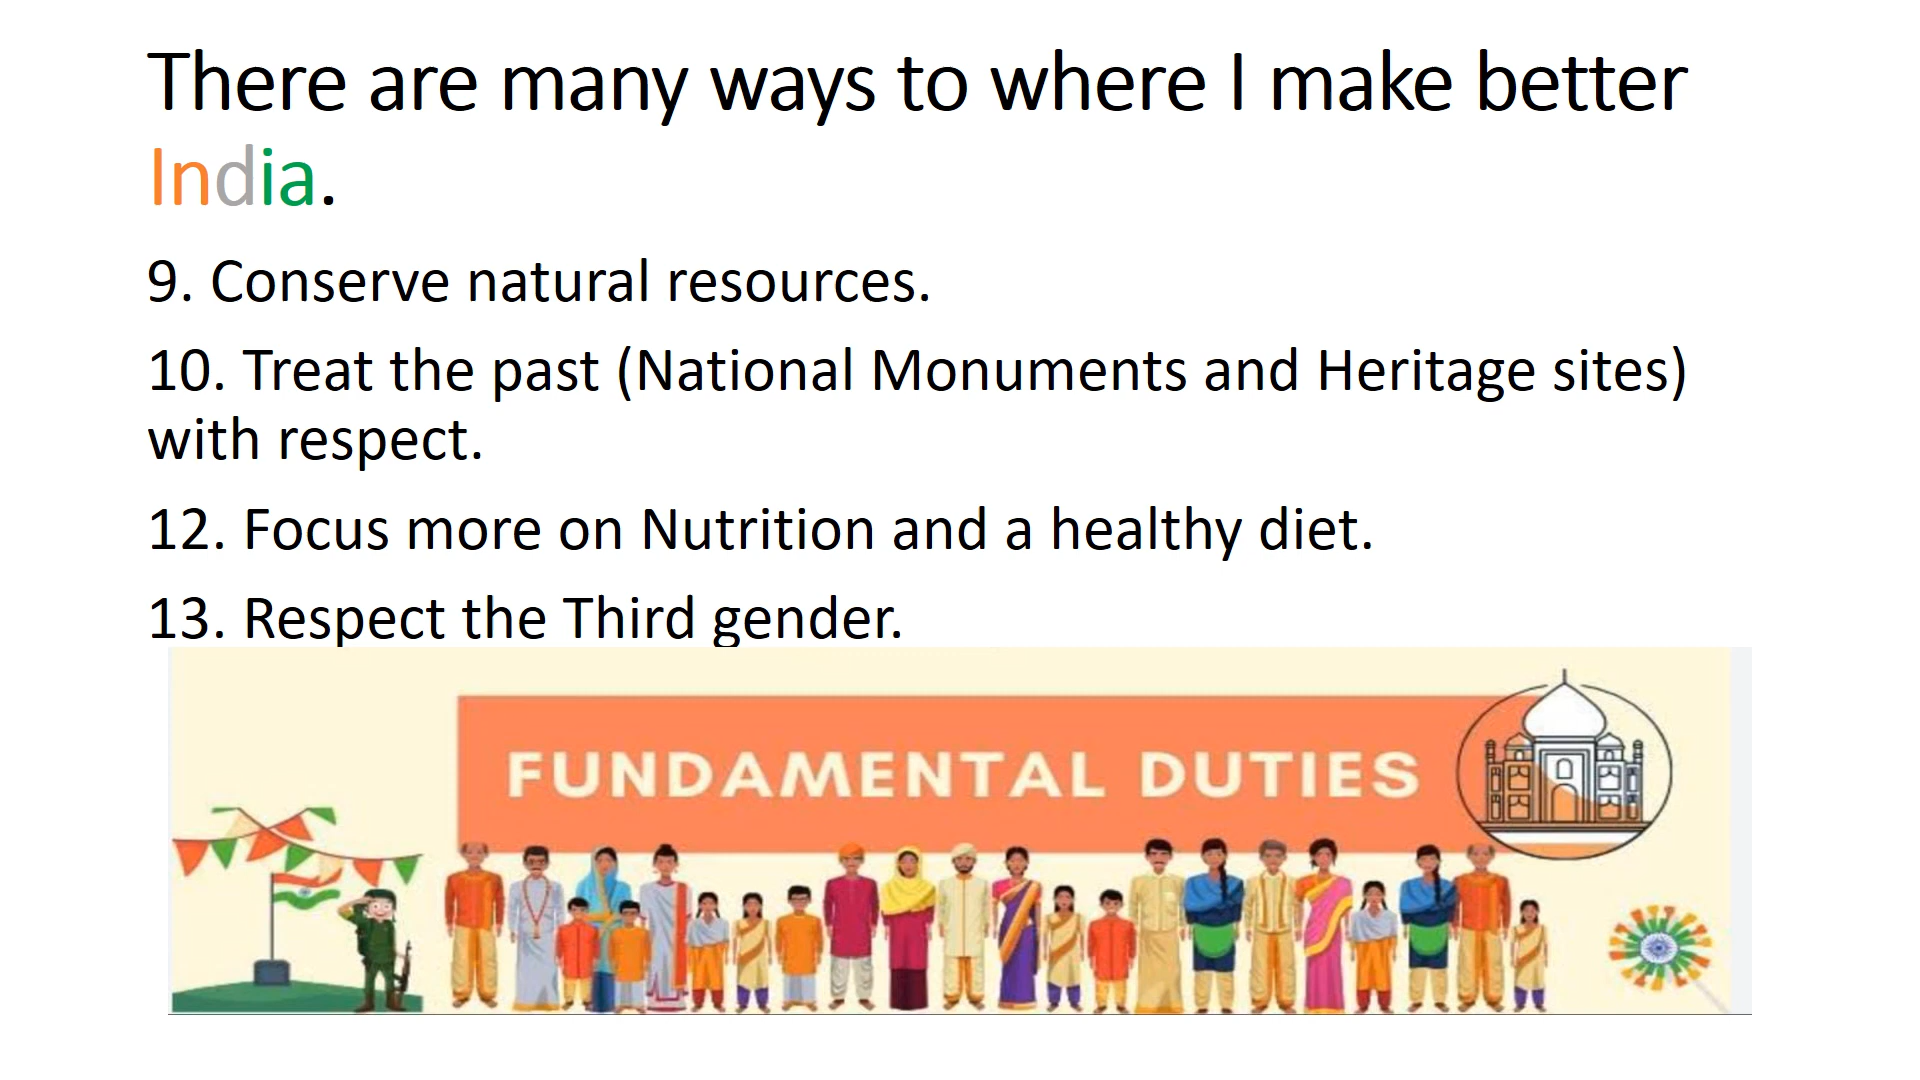 There are many ways to where I make better
India.
9. Conserve natural resources.
10. Treat the past (National Monuments and Heritage sites)
with respect.
12. Focus more on Nutrition and a healthy diet.
13. Respect the Third gender.
FUNDAMENTAL DUTIES